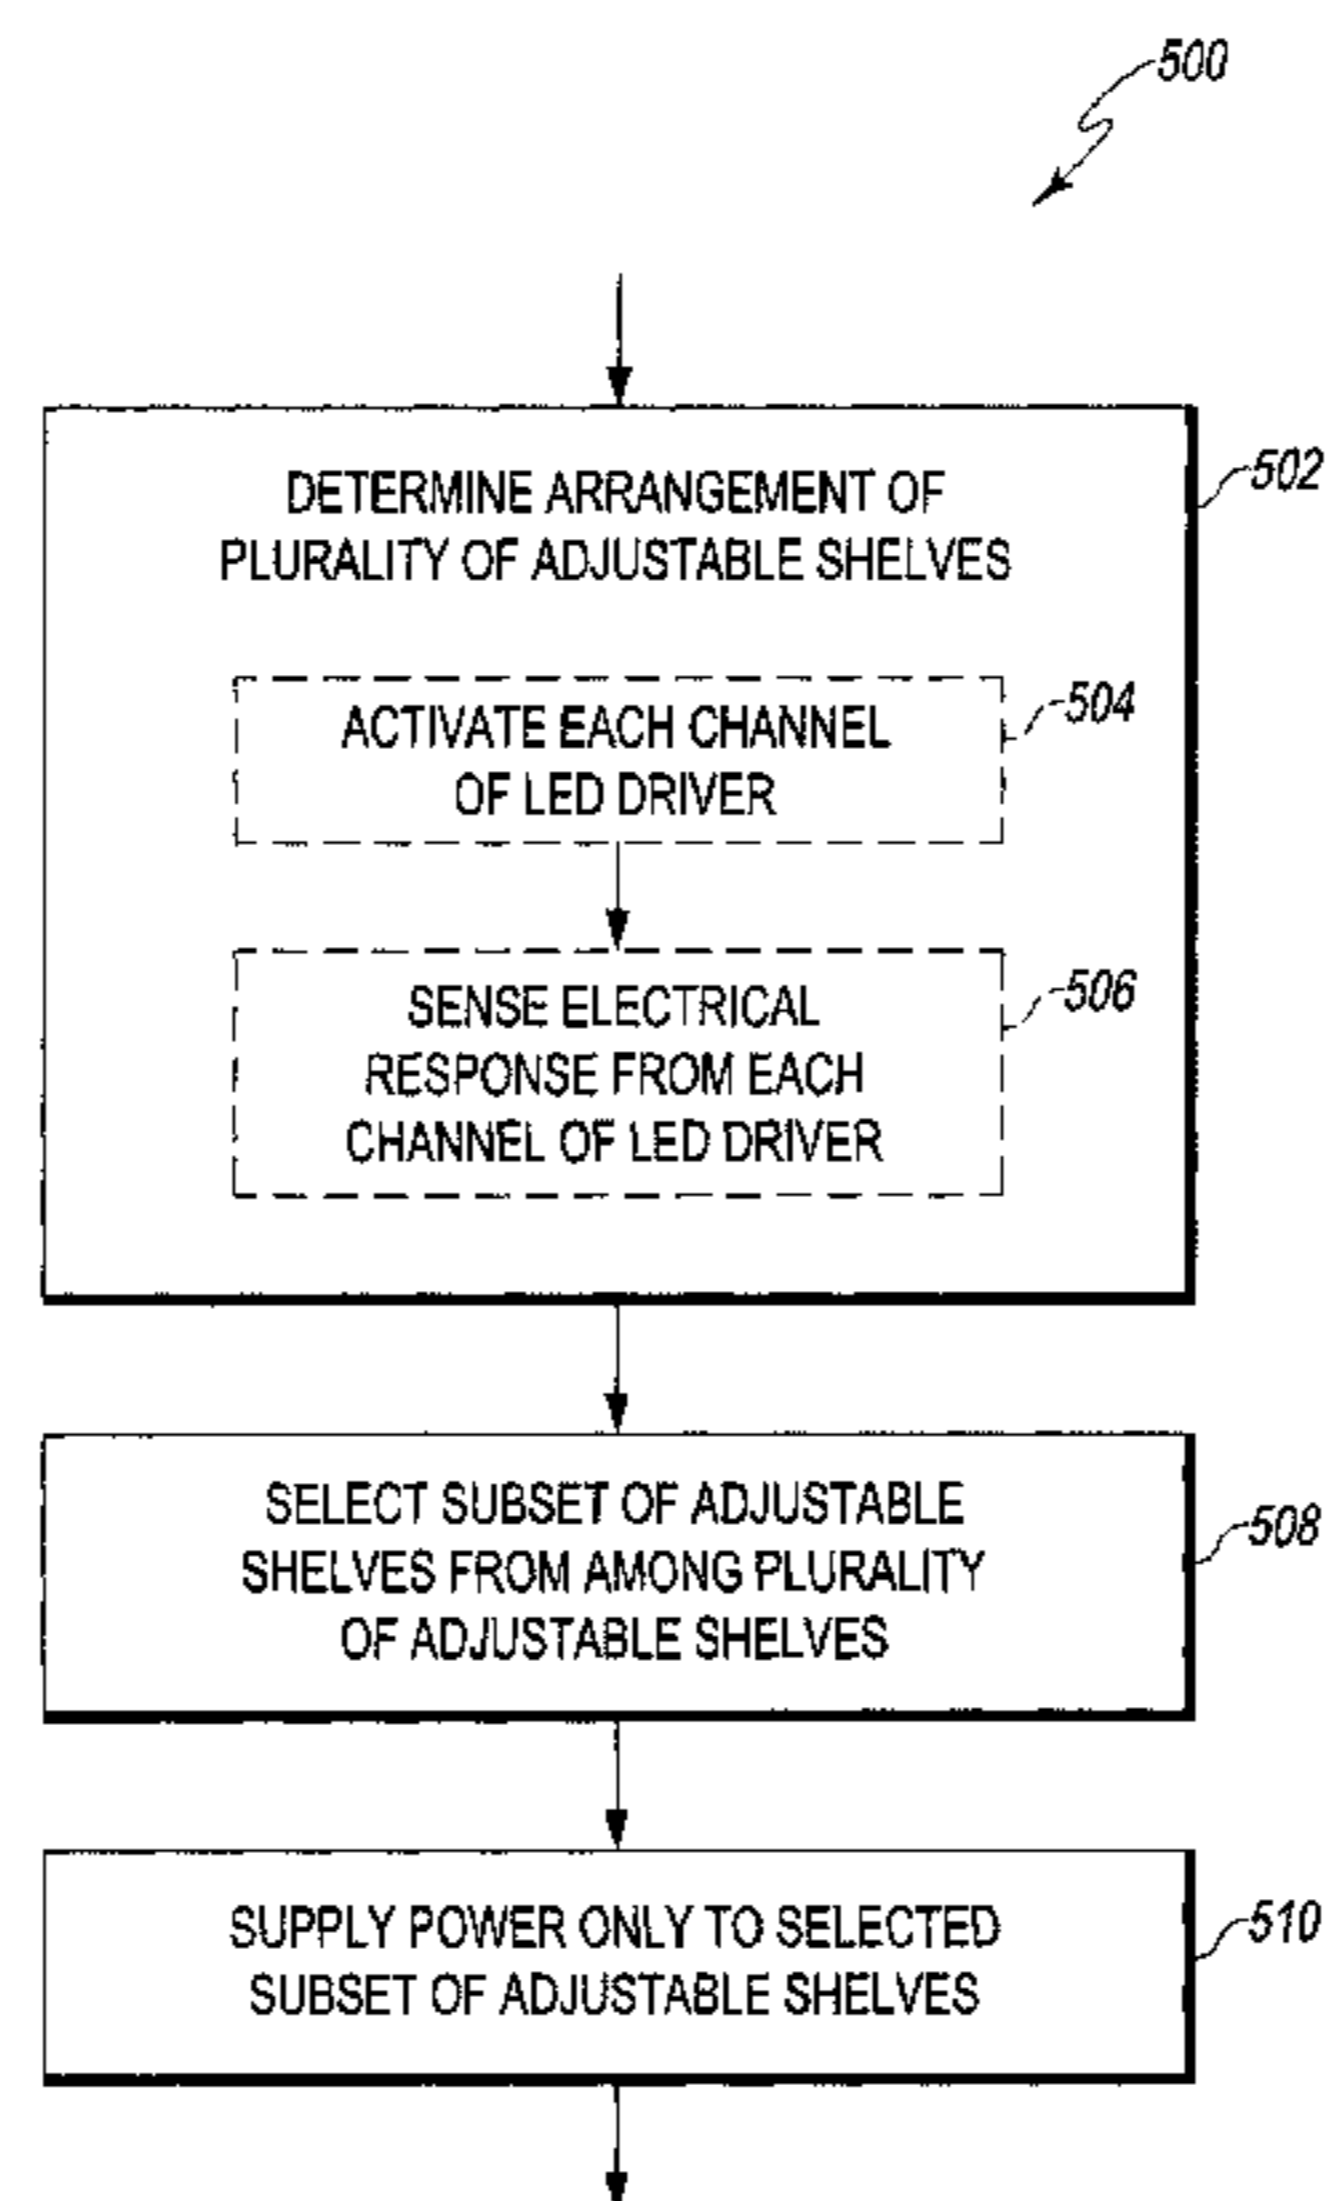 500
DETERMINE ARRANGEMENT OF
PLURALITY OF ADJUSTABLE SHELVES
502
ACTIVATE EACH CHANNEL
OF LED DRIVER
504
SENSE ELECTRICAL
RESPONSE FROM EACH
CHANNEL OF LED DRIVER
506
SELECT SUBSET OF ADJUSTABLE
SHELVES FROM AMONG PLURALITY
OF ADJUSTABLE SHELVES
508
SUPPLY POWER ONLY TO SELECTED
SUBSET OF ADJUSTABLE SHELVES
510